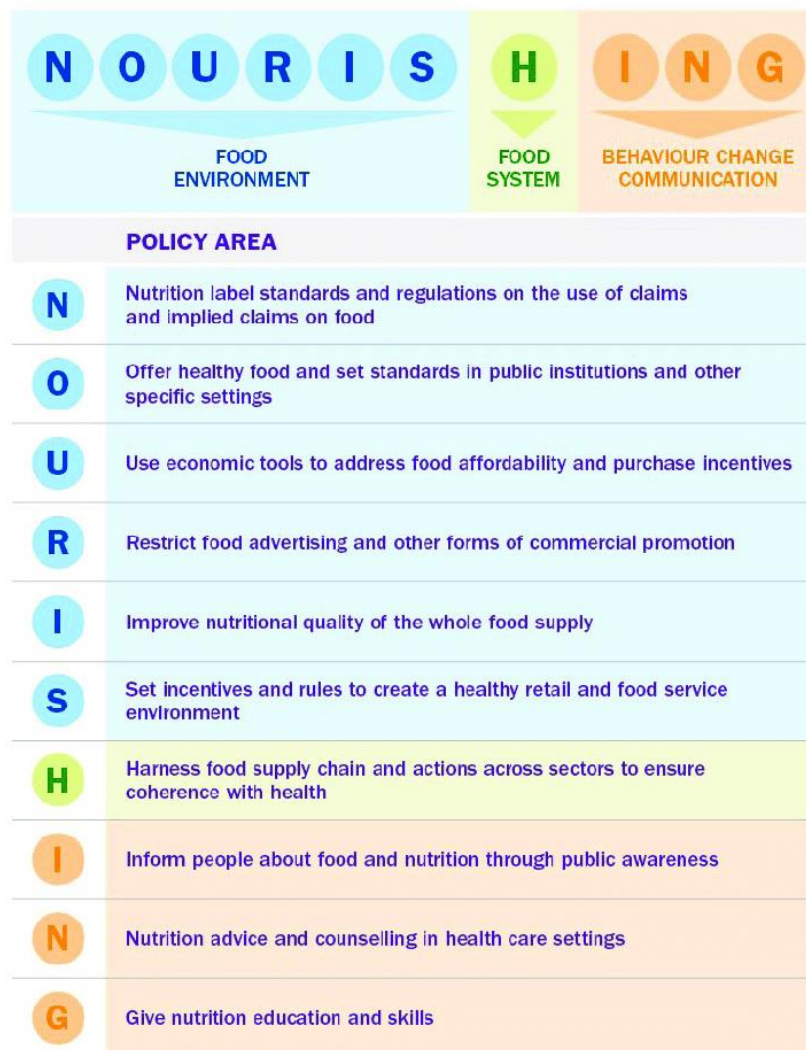 N O U R I S H I N G
FOOD
ENVIRONMENT
FOOD
SYSTEM
BEHAVIOUR CHANGE
COMMUNICATION
POLICY AREA
N
Nutrition label standards and regulations on the use of claims
and implied claims on food
O
Offer healthy food and set standards in public institutions and other
specific settings
U
Use economic tools to address food affordability and purchase incentives
R
Restrict food advertising and other forms of commercial promotion
I
Improve nutritional quality of the whole food supply
S
Set incentives and rules to create a healthy retail and food service
environment
H
Harness food supply chain and actions across sectors to ensure
coherence with health
I
Inform people about food and nutrition through public awareness
N
Nutrition advice and counselling in health care settings
G
Give nutrition education and skills